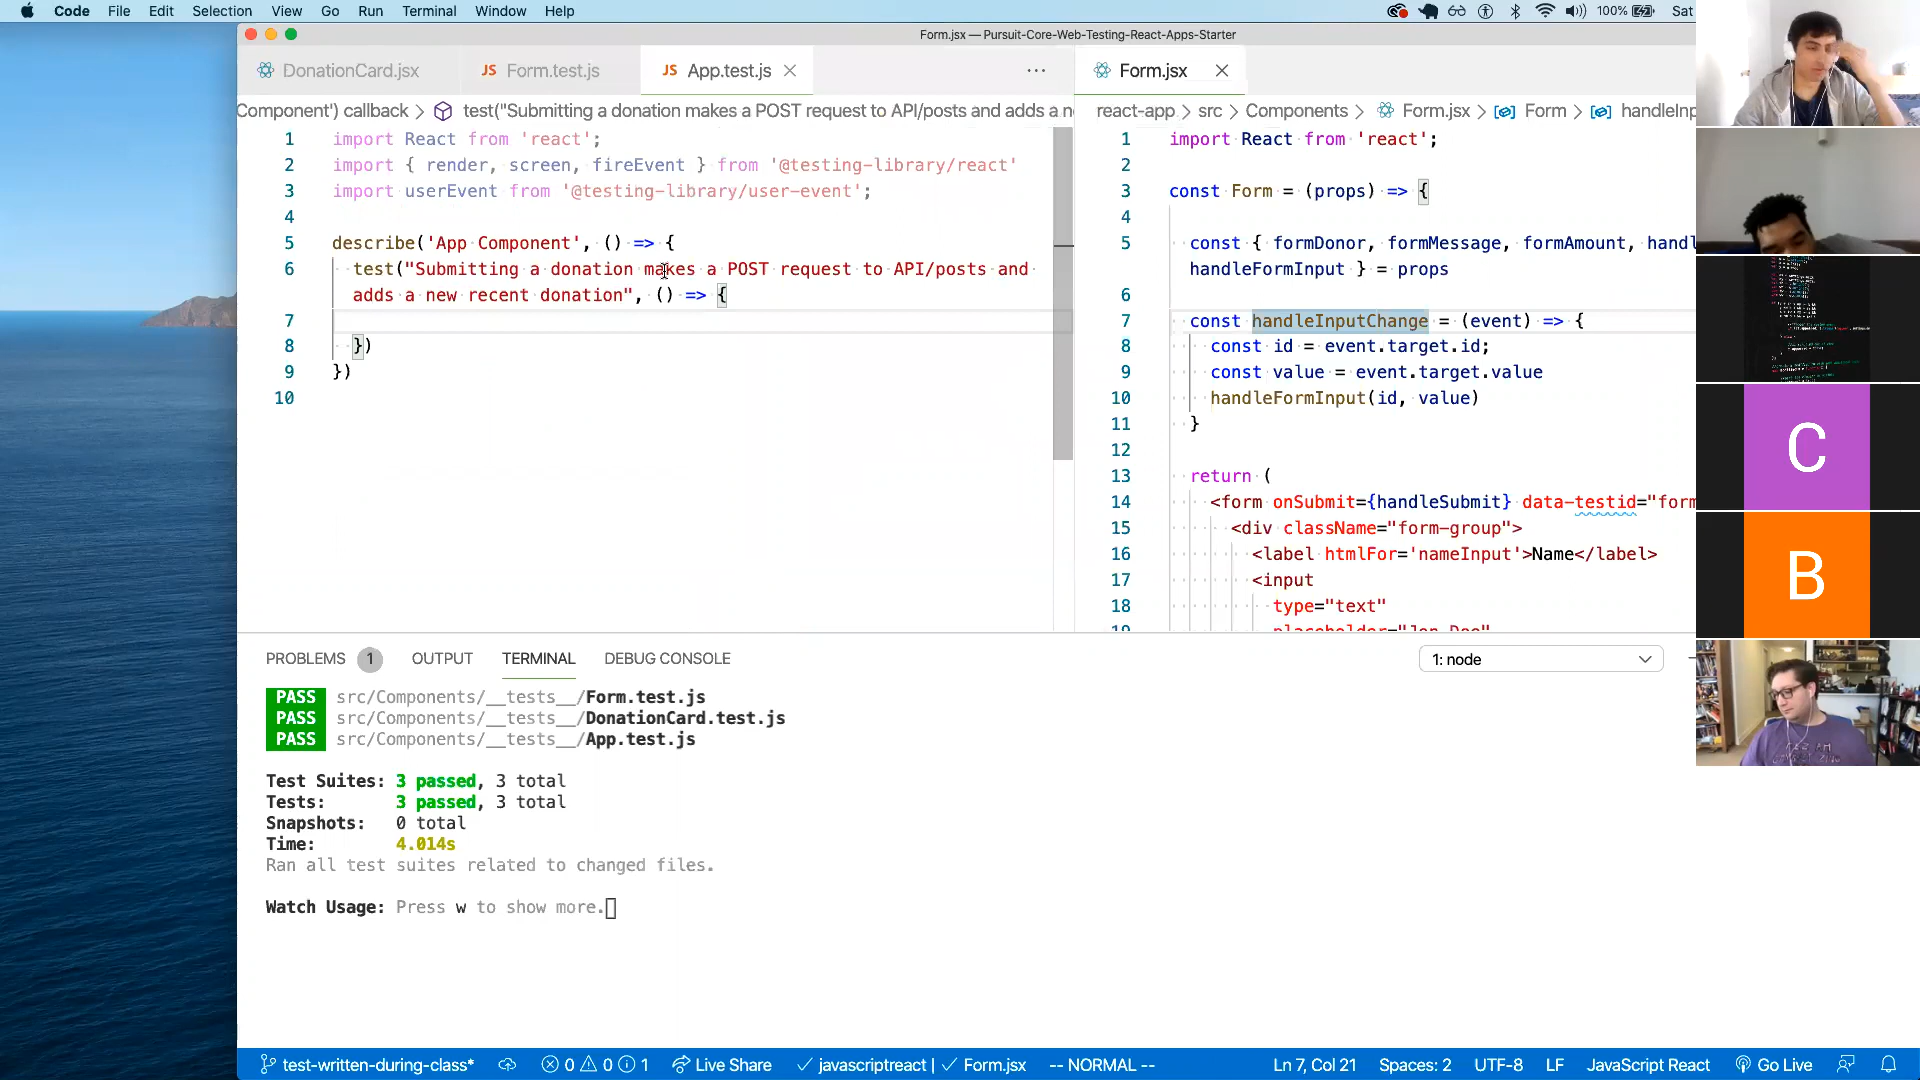 Code File Edit Selection View Go Run Terminal Window Help 100% Sat
Form.jsx — Pursuit-Core-Web-Testing-React-Apps-Starter
DonationCard.jsx JS Form.test.js JS App.test.js
Component') callback > test("Submitting a donation makes a POST request to API/posts and adds a ne
1 import React from 'react';
2 import { render, screen, fireEvent } from '@testing-library/react'
3 import userEvent from '@testing-library/user-event';
4
5 describe('App Component', () => {
6 test("Submitting a donation makes a POST request to API/posts and
adds a new recent donation", () => {
7
8 })
9 })
10
Form.jsx
react-app > src > Components > Form.jsx > Form > handleInp
1 import React from 'react';
2
3 const Form = (props) => {
4
5 const { formDonor, formMessage, formAmount, handl
handleFormInput } = props
6
7 const handleInputChange = (event) => {
8 const id = event.target.id;
9 const value = event.target.value
10 handleFormInput(id, value)
11 }
12
13 return (
14 <form onSubmit={handleSubmit} data-testid="form
15 <div className="form-group">
16 <label htmlFor='nameInput'>Name</label>
17 <input
18 type="text"
19 placeholder="Jon Doe"
C
B
PROBLEMS 1 OUTPUT TERMINAL DEBUG CONSOLE 1: node
PASS src/Components/__tests__/Form.test.js
PASS src/Components/__tests__/DonationCard.test.js
PASS src/Components/__tests__/App.test.js
Test Suites: 3 passed, 3 total
Tests: 3 passed, 3 total
Snapshots: 0 total
Time: 4.014s
Ran all test suites related to changed files.
Watch Usage: Press w to show more.
test-written-during-class* 0 0 1 Live Share javascriptreact | Form.jsx -- NORMAL -- Ln 7, Col 21 Spaces: 2 UTF-8 LF JavaScript React Go Live